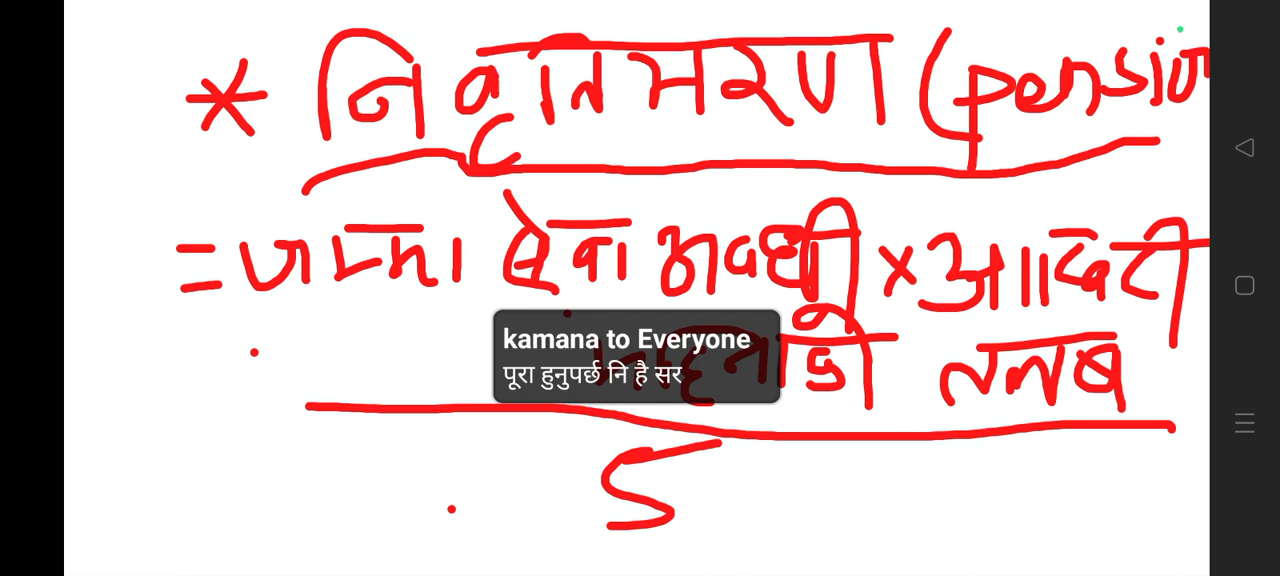 * निवृतिभरण (pension
= जम्मा सेवा अवधी × आखिरी
kamana to Everyone
पूरा हुनुपर्छ नि है सर
तलब
5